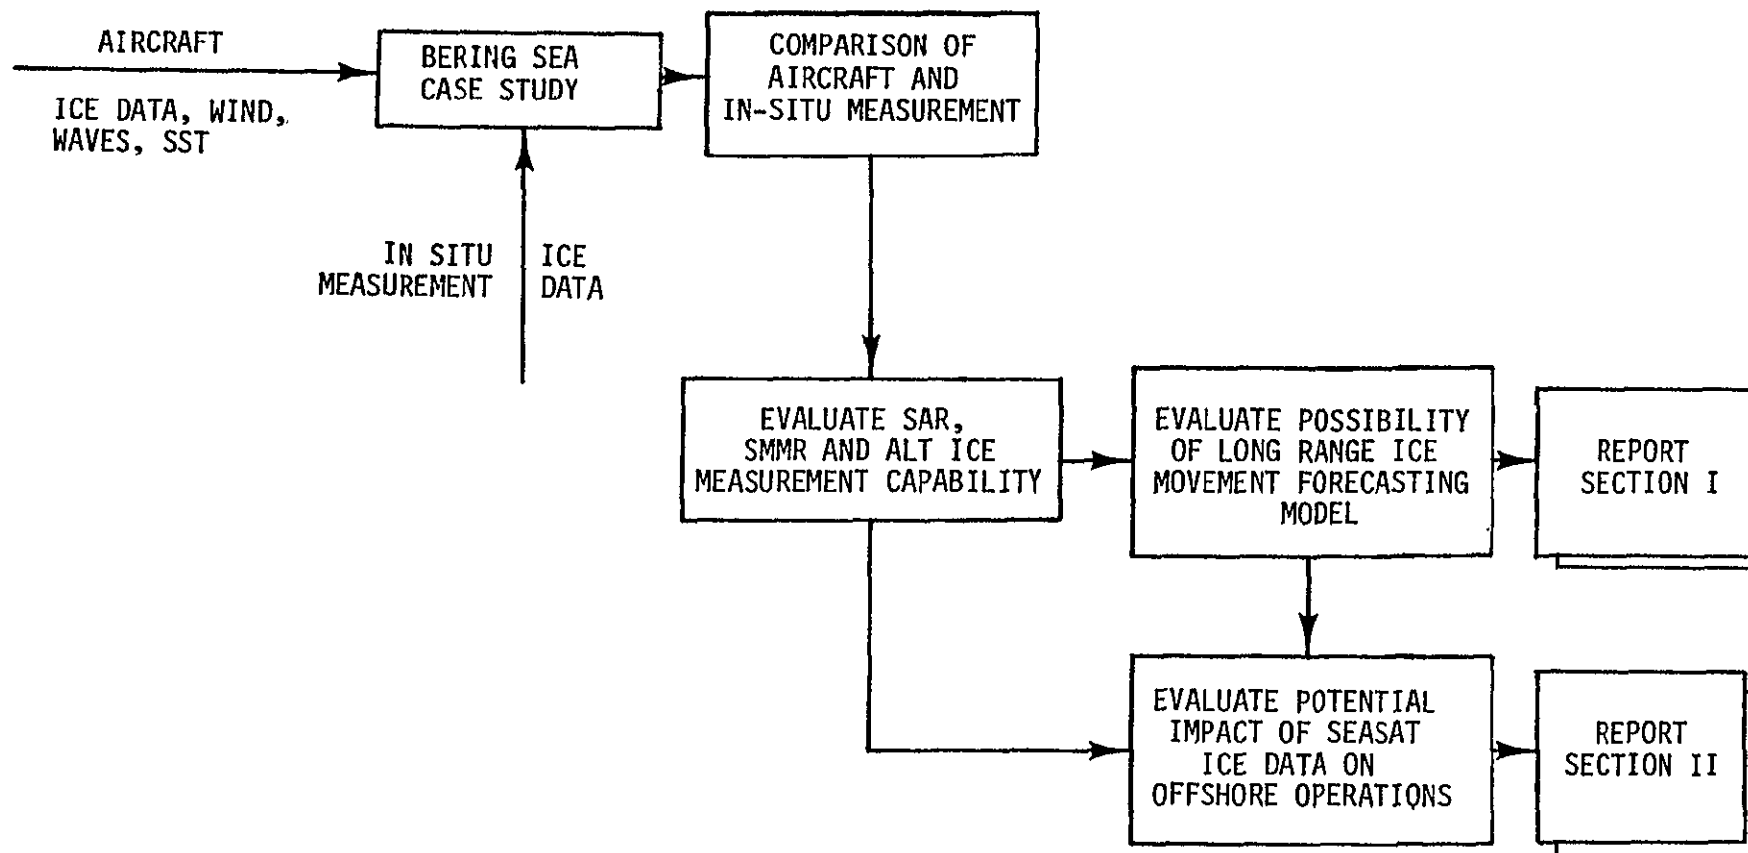 AIRCRAFT
ICE DATA, WIND,
WAVES, SST
BERING SEA
CASE STUDY
COMPARISON OF
AIRCRAFT AND
IN-SITU MEASUREMENT
IN SITU
MEASUREMENT
ICE
DATA
EVALUATE SAR,
SMMR AND ALT ICE
MEASUREMENT CAPABILITY
EVALUATE POSSIBILITY
OF LONG RANGE ICE
MOVEMENT FORECASTING
MODEL
REPORT
SECTION I
EVALUATE POTENTIAL
IMPACT OF SEASAT
ICE DATA ON
OFFSHORE OPERATIONS
REPORT
SECTION II